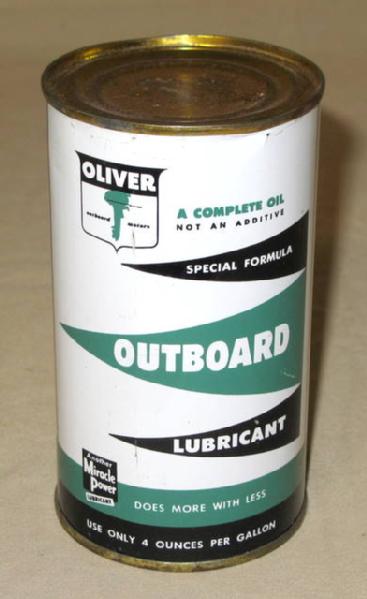 OLIVER
outboard motors
A COMPLETE OIL
NOT AN ADDITIVE
SPECIAL FORMULA
OUTBOARD
LUBRICANT
Another
Miracle
Power
LUBRICANT
DOES MORE WITH LESS
USE ONLY 4 OUNCES PER GALLON